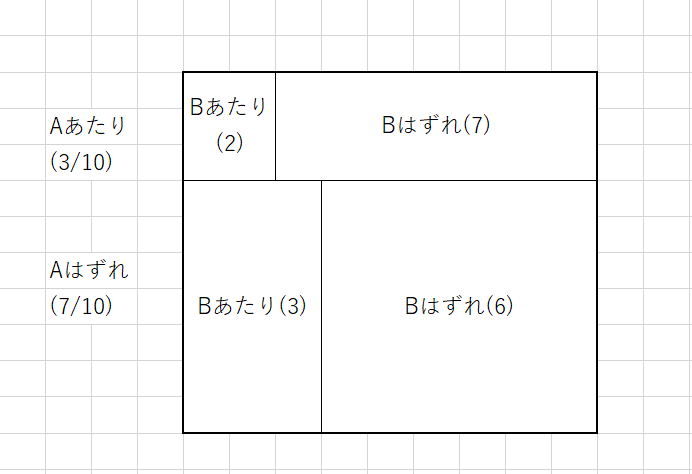 Aあたり
(3/10)
Bあたり
(2)
Bはずれ(7)
Aはずれ
(7/10)
Bあたり(3)
Bはずれ(6)